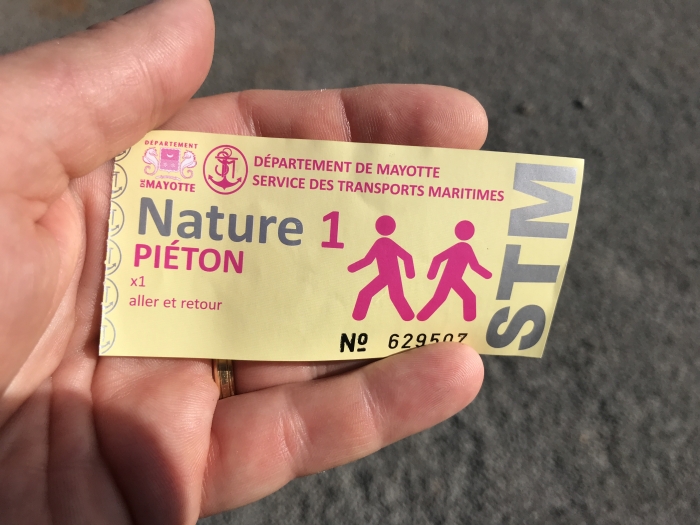 DÉPARTEMENT
DE MAYOTTE
DÉPARTEMENT DE MAYOTTE
SERVICE DES TRANSPORTS MARITIMES
Nature 1
PIÉTON
x1
aller et retour
Nº 629507
STM